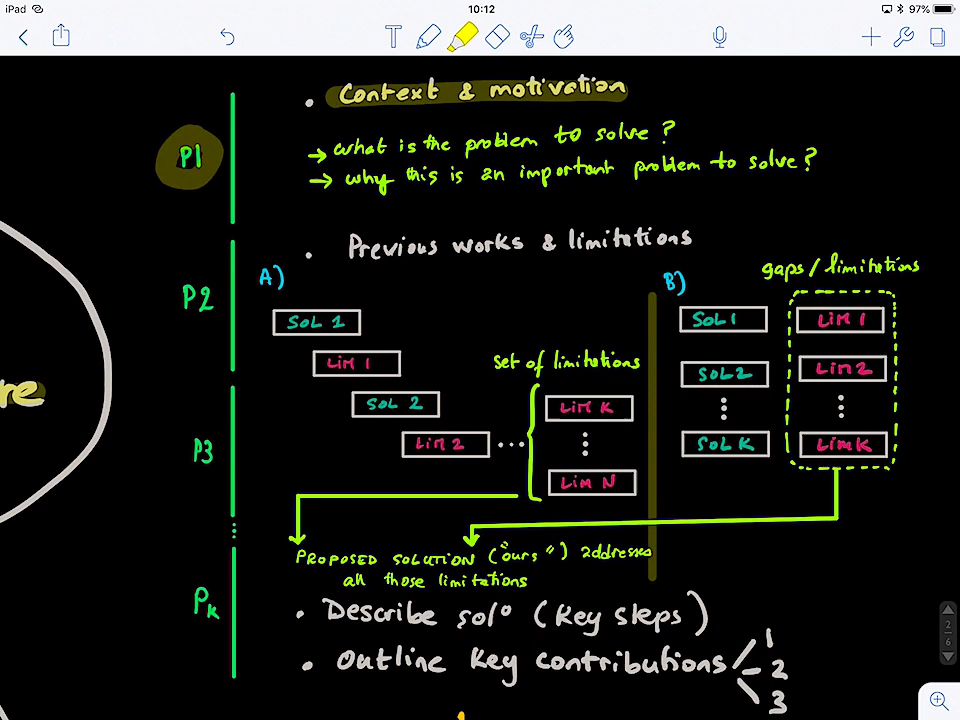 iPad
10:12
97%
T
• Context & motivation
P1
→ what is the problem to solve?
→ why this is an important problem to solve?
• Previous works & limitations
P2
A)
SOL 1
LIM 1
SOL 2
P3
LIM 2 ...
set of limitations
LIM K
LIM N
B)
gaps/limitations
SOL 1
LIM 1
SOL 2
LIM 2
SOL K
LIM K
re
PROPOSED SOLUTION ("ours") addresses
all those limitations
PK
• Describe sol° (key steps)
• Outline key contributions
1
2
3
2
6